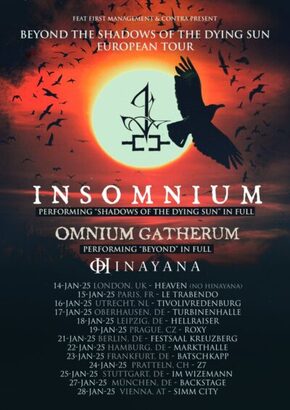 FEAT FIRST MANAGEMENT & CONTRA PRESENT
BEYOND THE SHADOWS OF THE DYING SUN
EUROPEAN TOUR
INSOMNIUM
PERFORMING "SHADOWS OF THE DYING SUN" IN FULL
OMNIUM GATHERUM
PERFORMING "BEYOND" IN FULL
HINAYANA
14-JAN-25 LONDON, UK - HEAVEN (NO HINAYANA)
15-JAN-25 PARIS, FR - LE TRABENDO
16-JAN-25 UTRECHT, NL - TIVOLIVREDENBURG
17-JAN-25 OBERHAUSEN, DE - TURBINENHALLE
18-JAN-25 LEIPZIG, DE - HELLRAISER
19-JAN-25 PRAGUE, CZ - ROXY
21-JAN-25 BERLIN, DE - FESTSAAL KREUZBERG
22-JAN-25 HAMBURG, DE - MARKTHALLE
23-JAN-25 FRANKFURT, DE - BATSCHKAPP
24-JAN-25 PRATTELN, CH - Z7
25-JAN-25 STUTTGART, DE - IM WIZEMANN
27-JAN-25 MÜNCHEN, DE - BACKSTAGE
28-JAN-25 VIENNA, AT - SIMM CITY